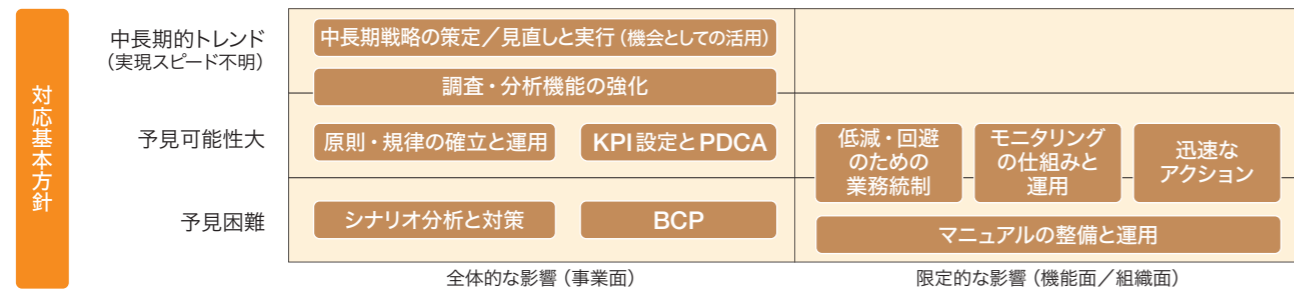 対応基本方針
中長期的トレンド
（実現スピード不明）
中長期戦略の策定／見直しと実行（機会としての活用）
調査・分析機能の強化
予見可能性大
原則・規律の確立と運用
KPI設定とPDCA
低減・回避
のための
業務統制
モニタリング
の仕組みと
運用
迅速な
アクション
予見困難
シナリオ分析と対策
BCP
マニュアルの整備と運用
全体的な影響（事業面）
限定的な影響（機能面／組織面）